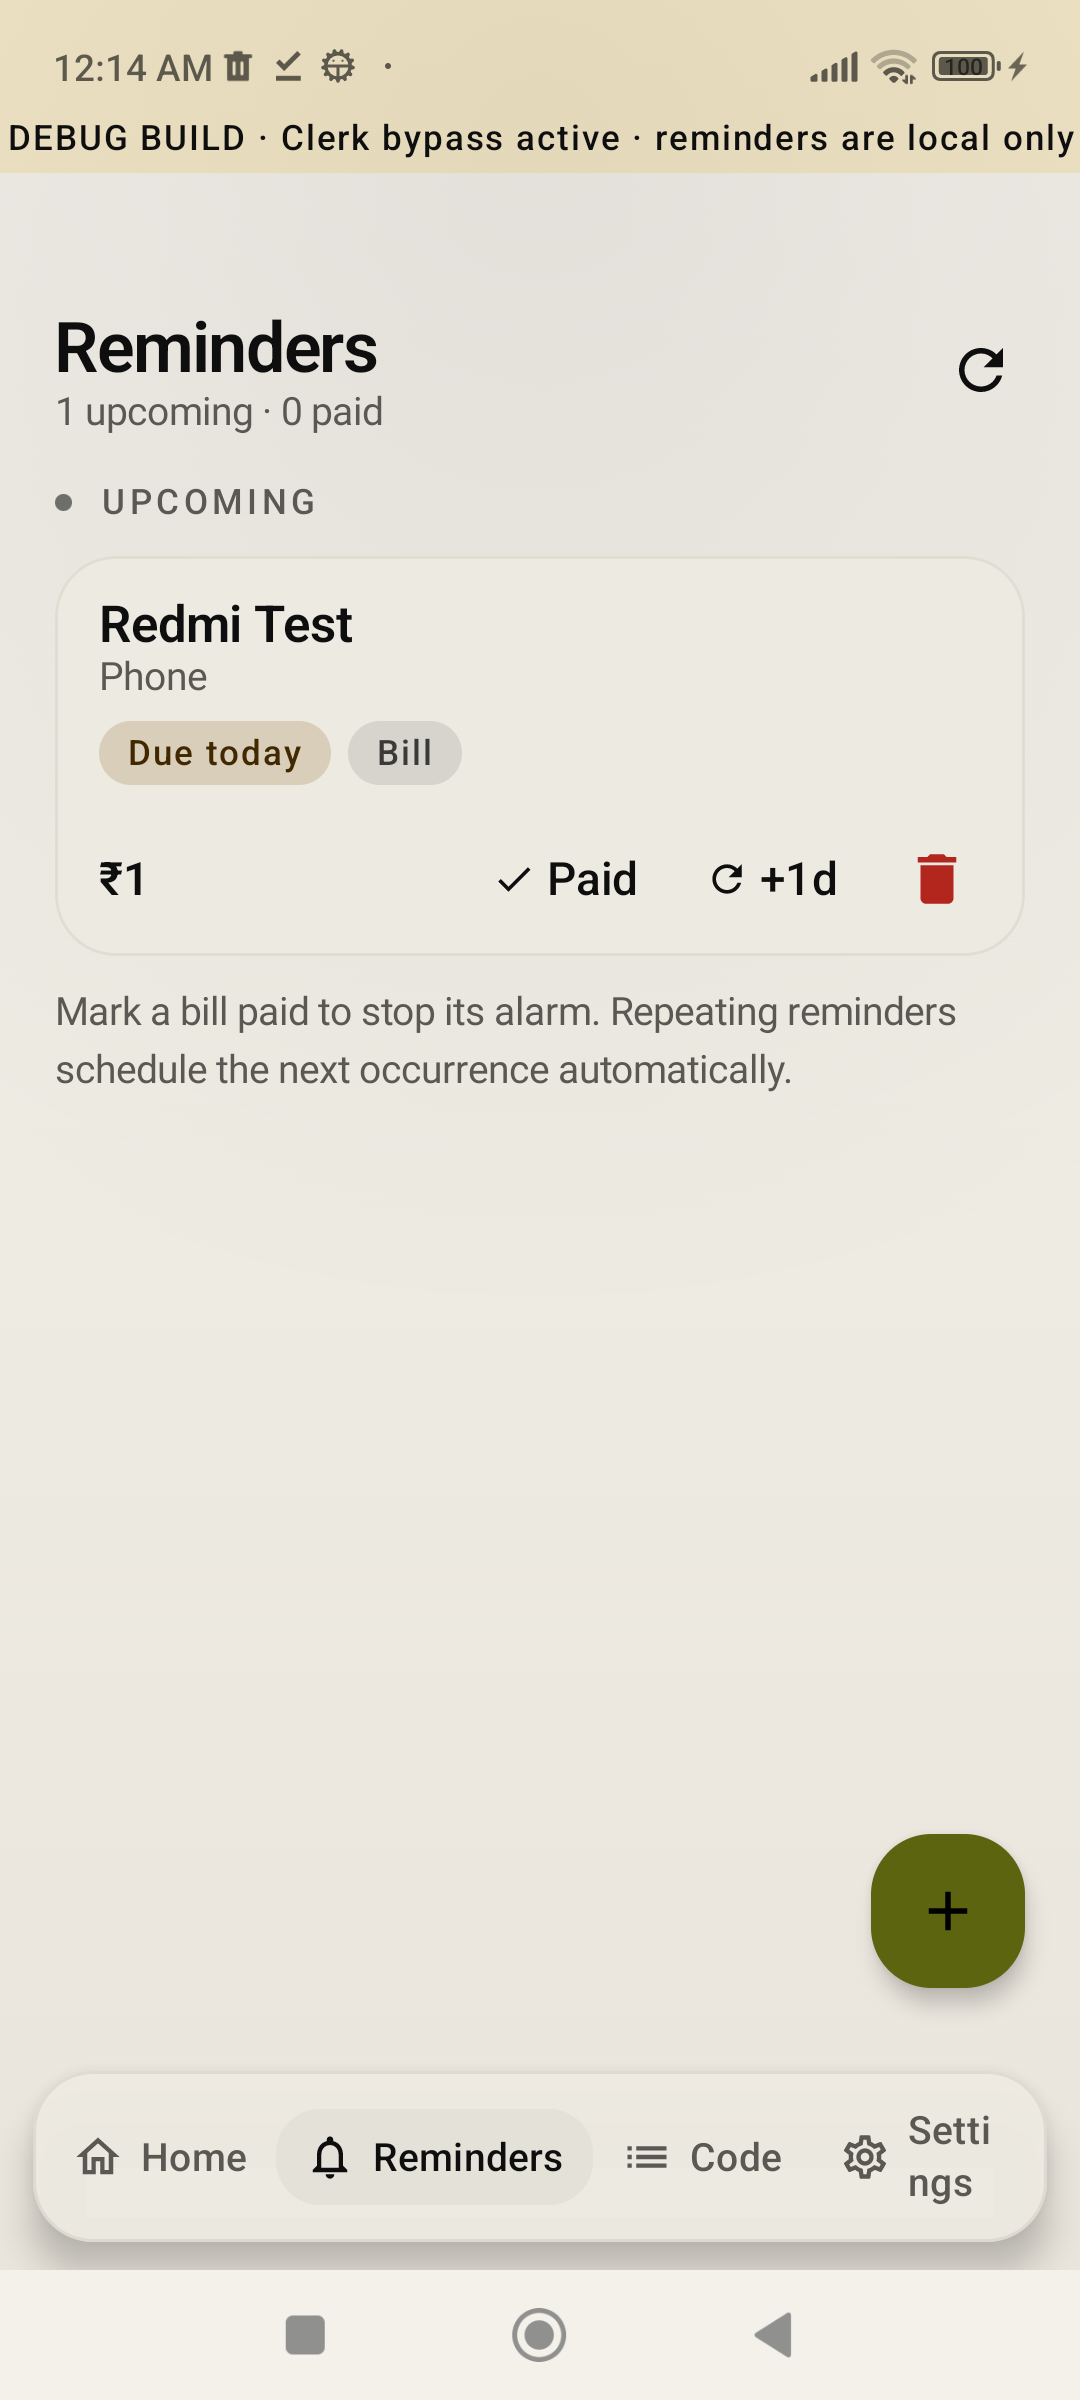 12:14 AM
100
DEBUG BUILD · Clerk bypass active · reminders are local only
Reminders
1 upcoming · 0 paid
UPCOMING
Redmi Test
Phone
Due today
Bill
₹1
Paid
+1d
Mark a bill paid to stop its alarm. Repeating reminders
schedule the next occurrence automatically.
Home
Reminders
Code
Setti
ngs